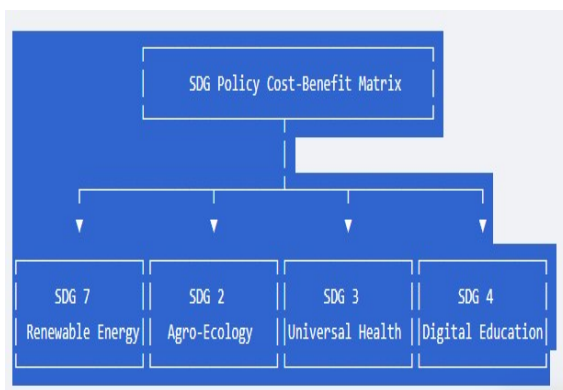 SDG Policy Cost-Benefit Matrix
SDG 7
Renewable Energy
SDG 2
Agro-Ecology
SDG 3
Universal Health
SDG 4
Digital Education